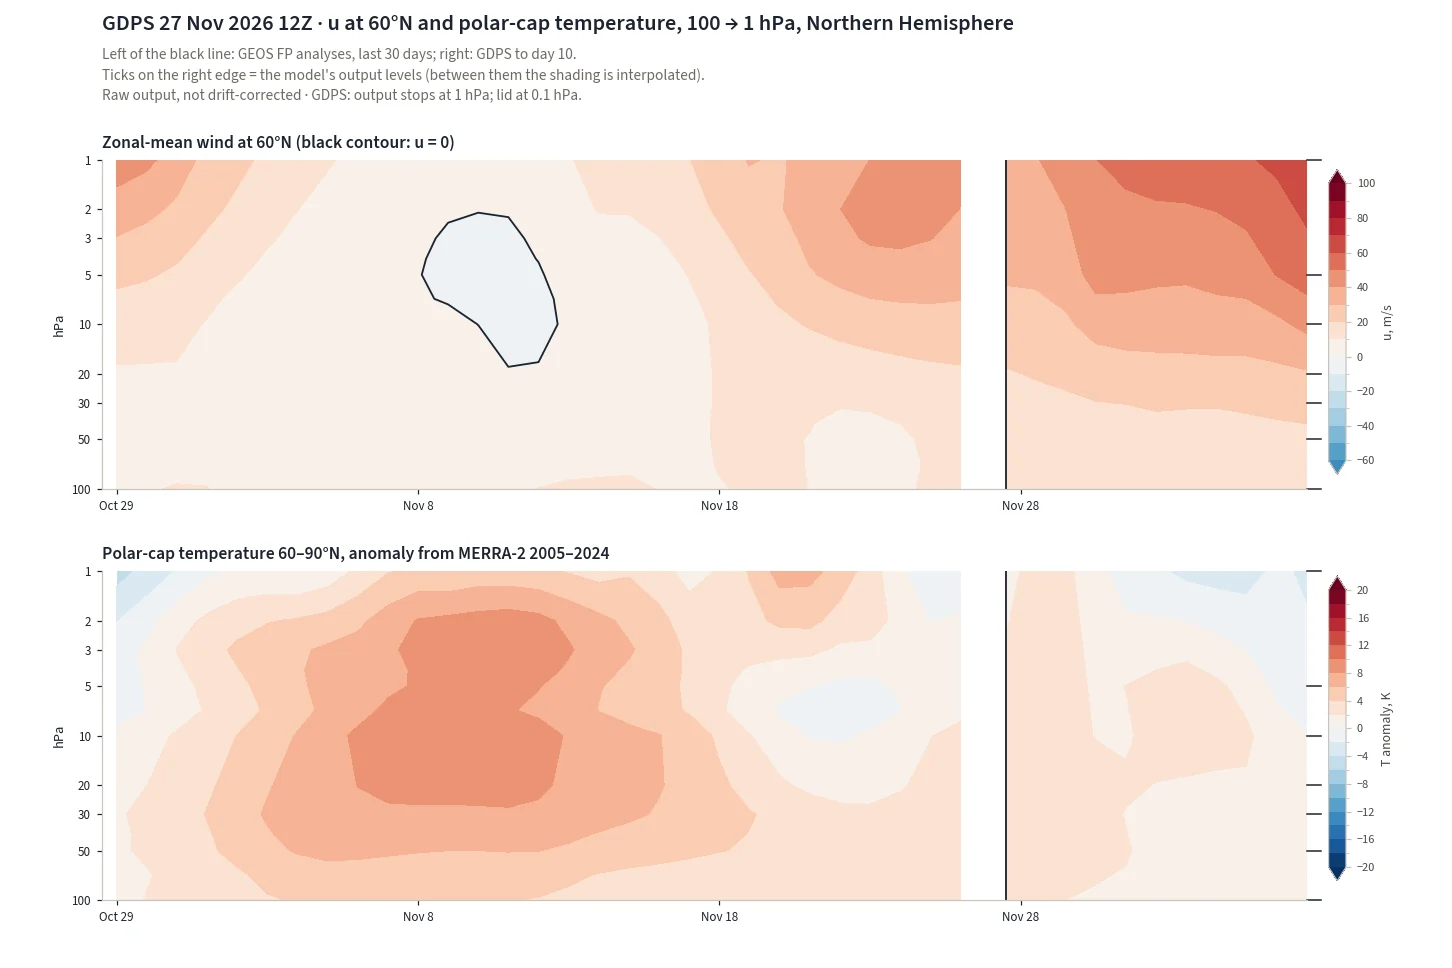 GDPS 27 Nov 2026 12Z · u at 60°N and polar-cap temperature, 100 → 1 hPa, Northern Hemisphere
Left of the black line: GEOS FP analyses, last 30 days; right: GDPS to day 10.
Ticks on the right edge = the model's output levels (between them the shading is interpolated).
Raw output, not drift-corrected · GDPS: output stops at 1 hPa; lid at 0.1 hPa.
Zonal-mean wind at 60°N (black contour: u = 0)
1
2
3
5
10
20
30
50
100
hPa
Oct 29
Nov 8
Nov 18
Nov 28
100
80
60
40
20
0
−20
−40
−60
u, m/s
Polar-cap temperature 60–90°N, anomaly from MERRA-2 2005–2024
1
2
3
5
10
20
30
50
100
hPa
Oct 29
Nov 8
Nov 18
Nov 28
20
16
12
8
4
0
−4
−8
−12
−16
−20
T anomaly, K